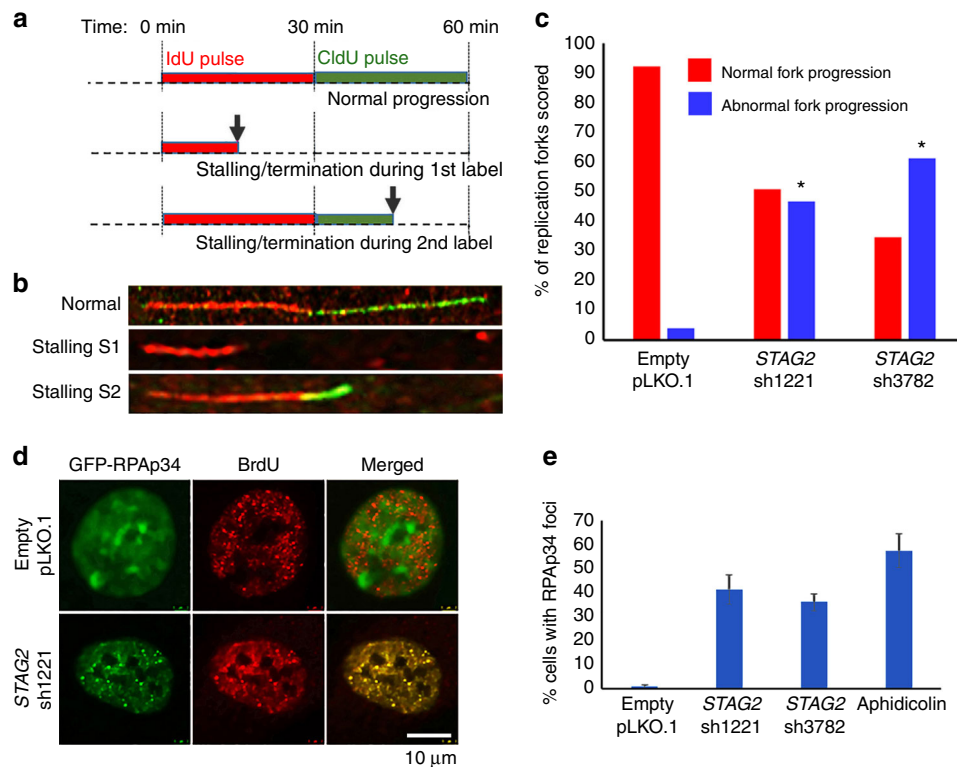 a
Time: 0 min 30 min 60 min
IdU pulse CldU pulse
Normal progression
Stalling/termination during 1st label
Stalling/termination during 2nd label
b
Normal
Stalling S1
Stalling S2
c
% of replication forks scored
100
90
80
70
60
50
40
30
20
10
0
Normal fork progression
Abnormal fork progression
* *
Empty pLKO.1
STAG2 sh1221
STAG2 sh3782
d
GFP-RPAp34 BrdU Merged
Empty pLKO.1
STAG2 sh1221
10 μm
e
% cells with RPAp34 foci
70
60
50
40
30
20
10
0
Empty pLKO.1
STAG2 sh1221
STAG2 sh3782
Aphidicolin